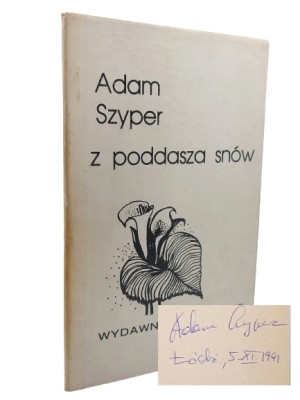 Adam
Szyper
z poddasza snów
WYDAWN
Adam Szyper
Łódź, 5 XI 1991